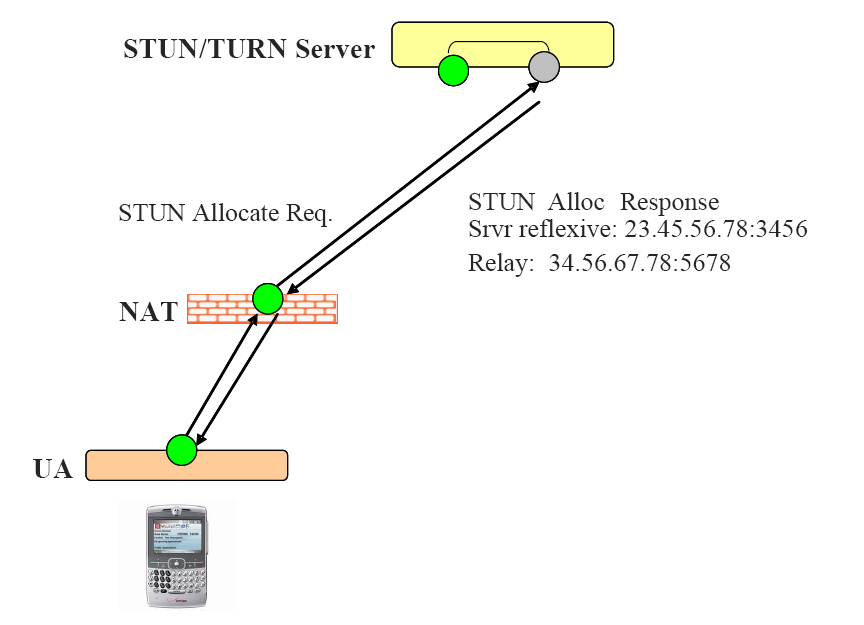 STUN/TURN Server
STUN Allocate Req.
STUN Alloc Response
Srvr reflexive: 23.45.56.78:3456
Relay: 34.56.67.78:5678
NAT
UA